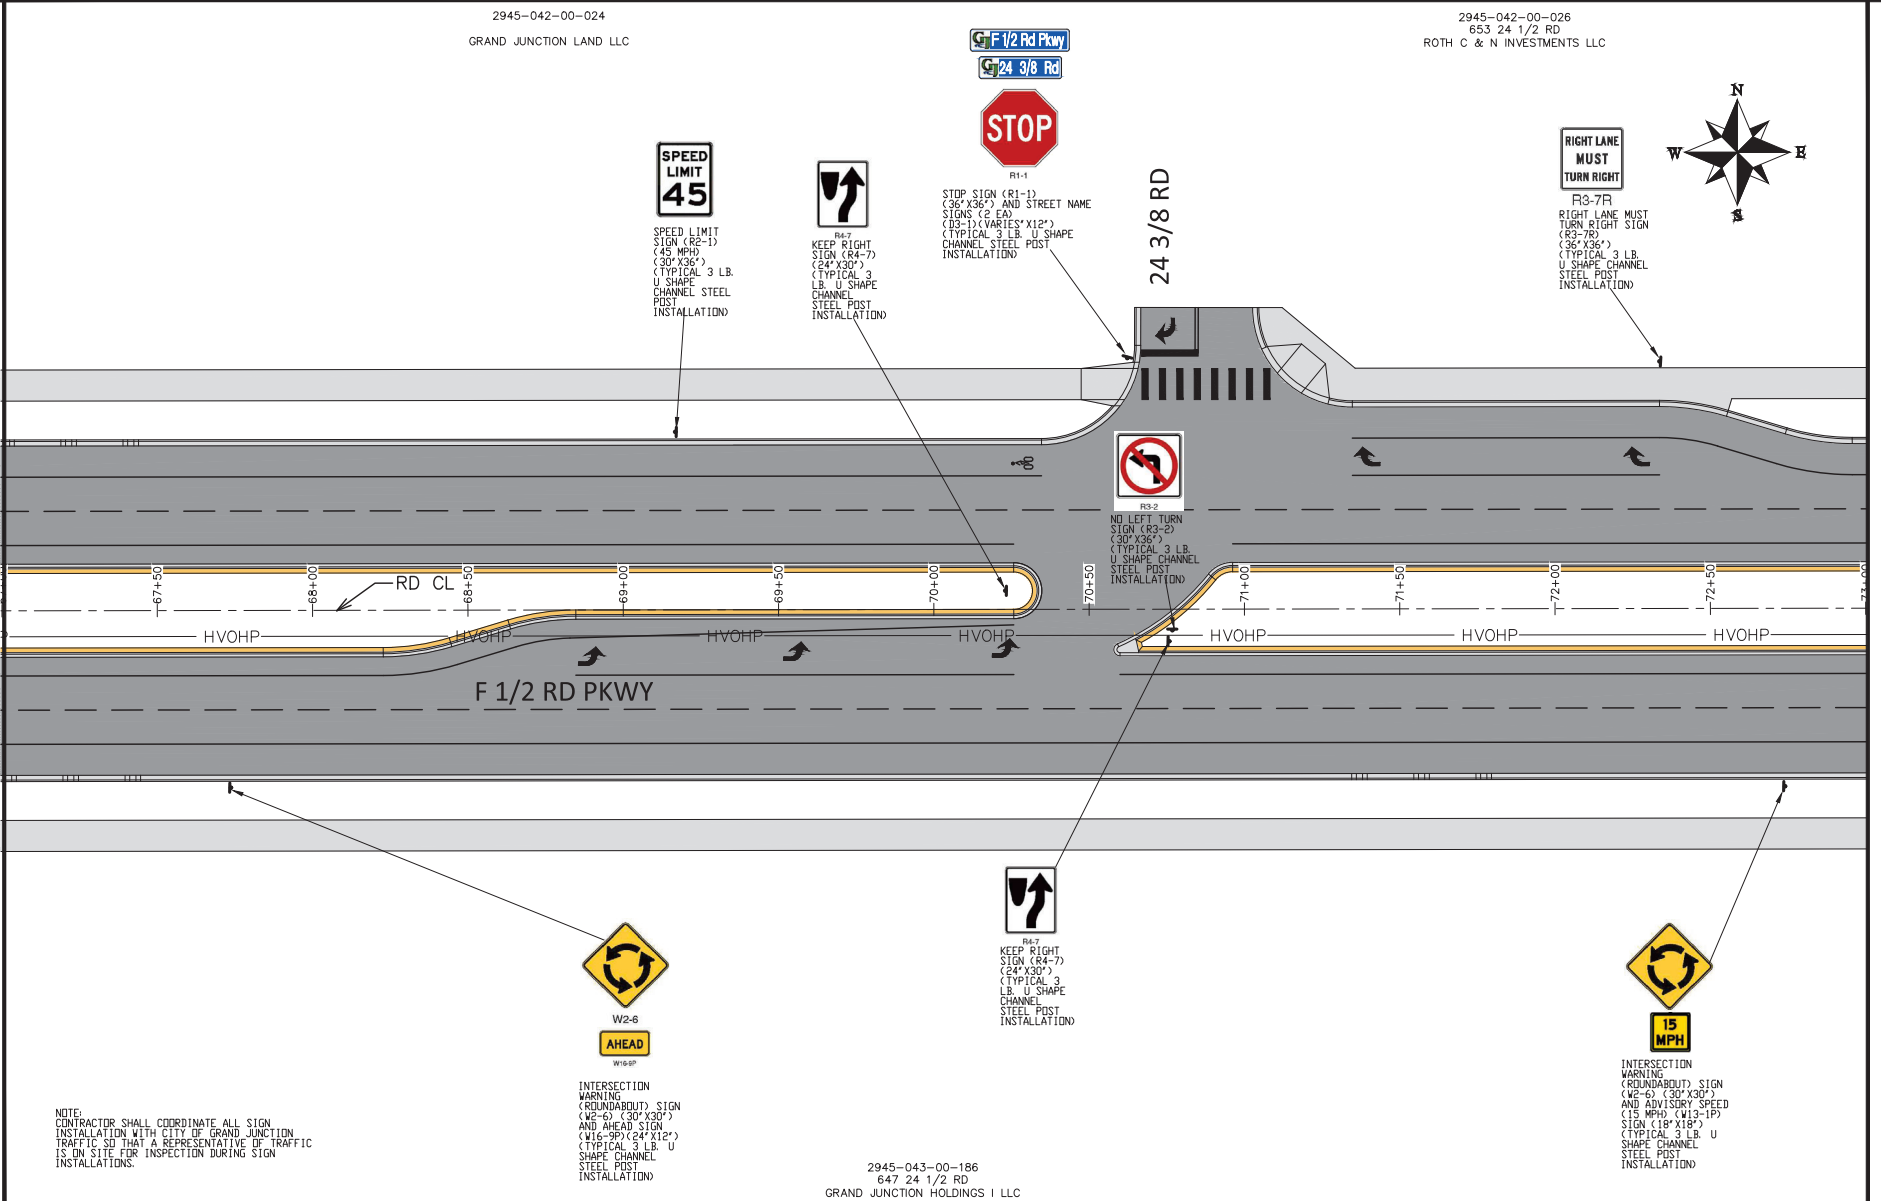 2945-042-00-024
GRAND JUNCTION LAND LLC
2945-042-00-026
653 24 1/2 RD
ROTH C & N INVESTMENTS LLC
GJ F 1/2 Rd Pkwy
GJ 24 3/8 Rd
STOP
R1-1
STOP SIGN (R1-1)
(36"X36") AND STREET NAME
SIGNS (2 EA)
(D3-1)(VARIES"X12")
(TYPICAL 3 LB. U SHAPE
CHANNEL STEEL POST
INSTALLATION)
SPEED
LIMIT
45
SPEED LIMIT
SIGN (R2-1)
(45 MPH)
(30"X36")
(TYPICAL 3 LB.
U SHAPE
CHANNEL STEEL
POST
INSTALLATION)
R4-7
KEEP RIGHT
SIGN (R4-7)
(24"X30")
(TYPICAL 3
LB. U SHAPE
CHANNEL
STEEL POST
INSTALLATION)
24 3/8 RD
RIGHT LANE
MUST
TURN RIGHT
R3-7R
RIGHT LANE MUST
TURN RIGHT SIGN
(R3-7R)
(36"X36")
(TYPICAL 3 LB.
U SHAPE CHANNEL
STEEL POST
INSTALLATION)
N
W
E
S
R3-2
NO LEFT TURN
SIGN (R3-2)
(30"X36")
(TYPICAL 3 LB.
U SHAPE CHANNEL
STEEL POST
INSTALLATION)
67+50
68+00
RD CL
68+50
69+00
69+50
70+00
70+50
71+00
71+50
72+00
72+50
73+00
HVOHP
HVOHP
HVOHP
HVOHP
HVOHP
HVOHP
HVOHP
F 1/2 RD PKWY
W2-6
AHEAD
W16-9P
INTERSECTION
WARNING
(ROUNDABOUT) SIGN
(W2-6) (30"X30")
AND AHEAD SIGN
(W16-9P)(24"X12")
(TYPICAL 3 LB. U
SHAPE CHANNEL
STEEL POST
INSTALLATION)
R4-7
KEEP RIGHT
SIGN (R4-7)
(24"X30")
(TYPICAL 3
LB. U SHAPE
CHANNEL
STEEL POST
INSTALLATION)
15
MPH
INTERSECTION
WARNING
(ROUNDABOUT) SIGN
(W2-6) (30"X30")
AND ADVISORY SPEED
(15 MPH) (W13-1P)
SIGN (18"X18")
(TYPICAL 3 LB. U
SHAPE CHANNEL
STEEL POST
INSTALLATION)
NOTE:
CONTRACTOR SHALL COORDINATE ALL SIGN
INSTALLATION WITH CITY OF GRAND JUNCTION
TRAFFIC SO THAT A REPRESENTATIVE OF TRAFFIC
IS ON SITE FOR INSPECTION DURING SIGN
INSTALLATIONS.
2945-043-00-186
647 24 1/2 RD
GRAND JUNCTION HOLDINGS I LLC